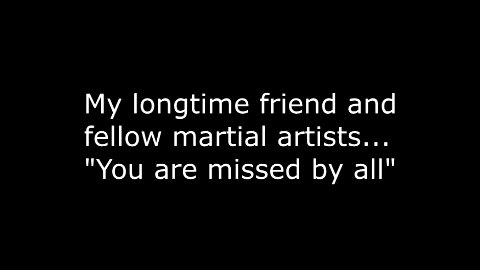 My longtime friend and
fellow martial artists...
"You are missed by all"